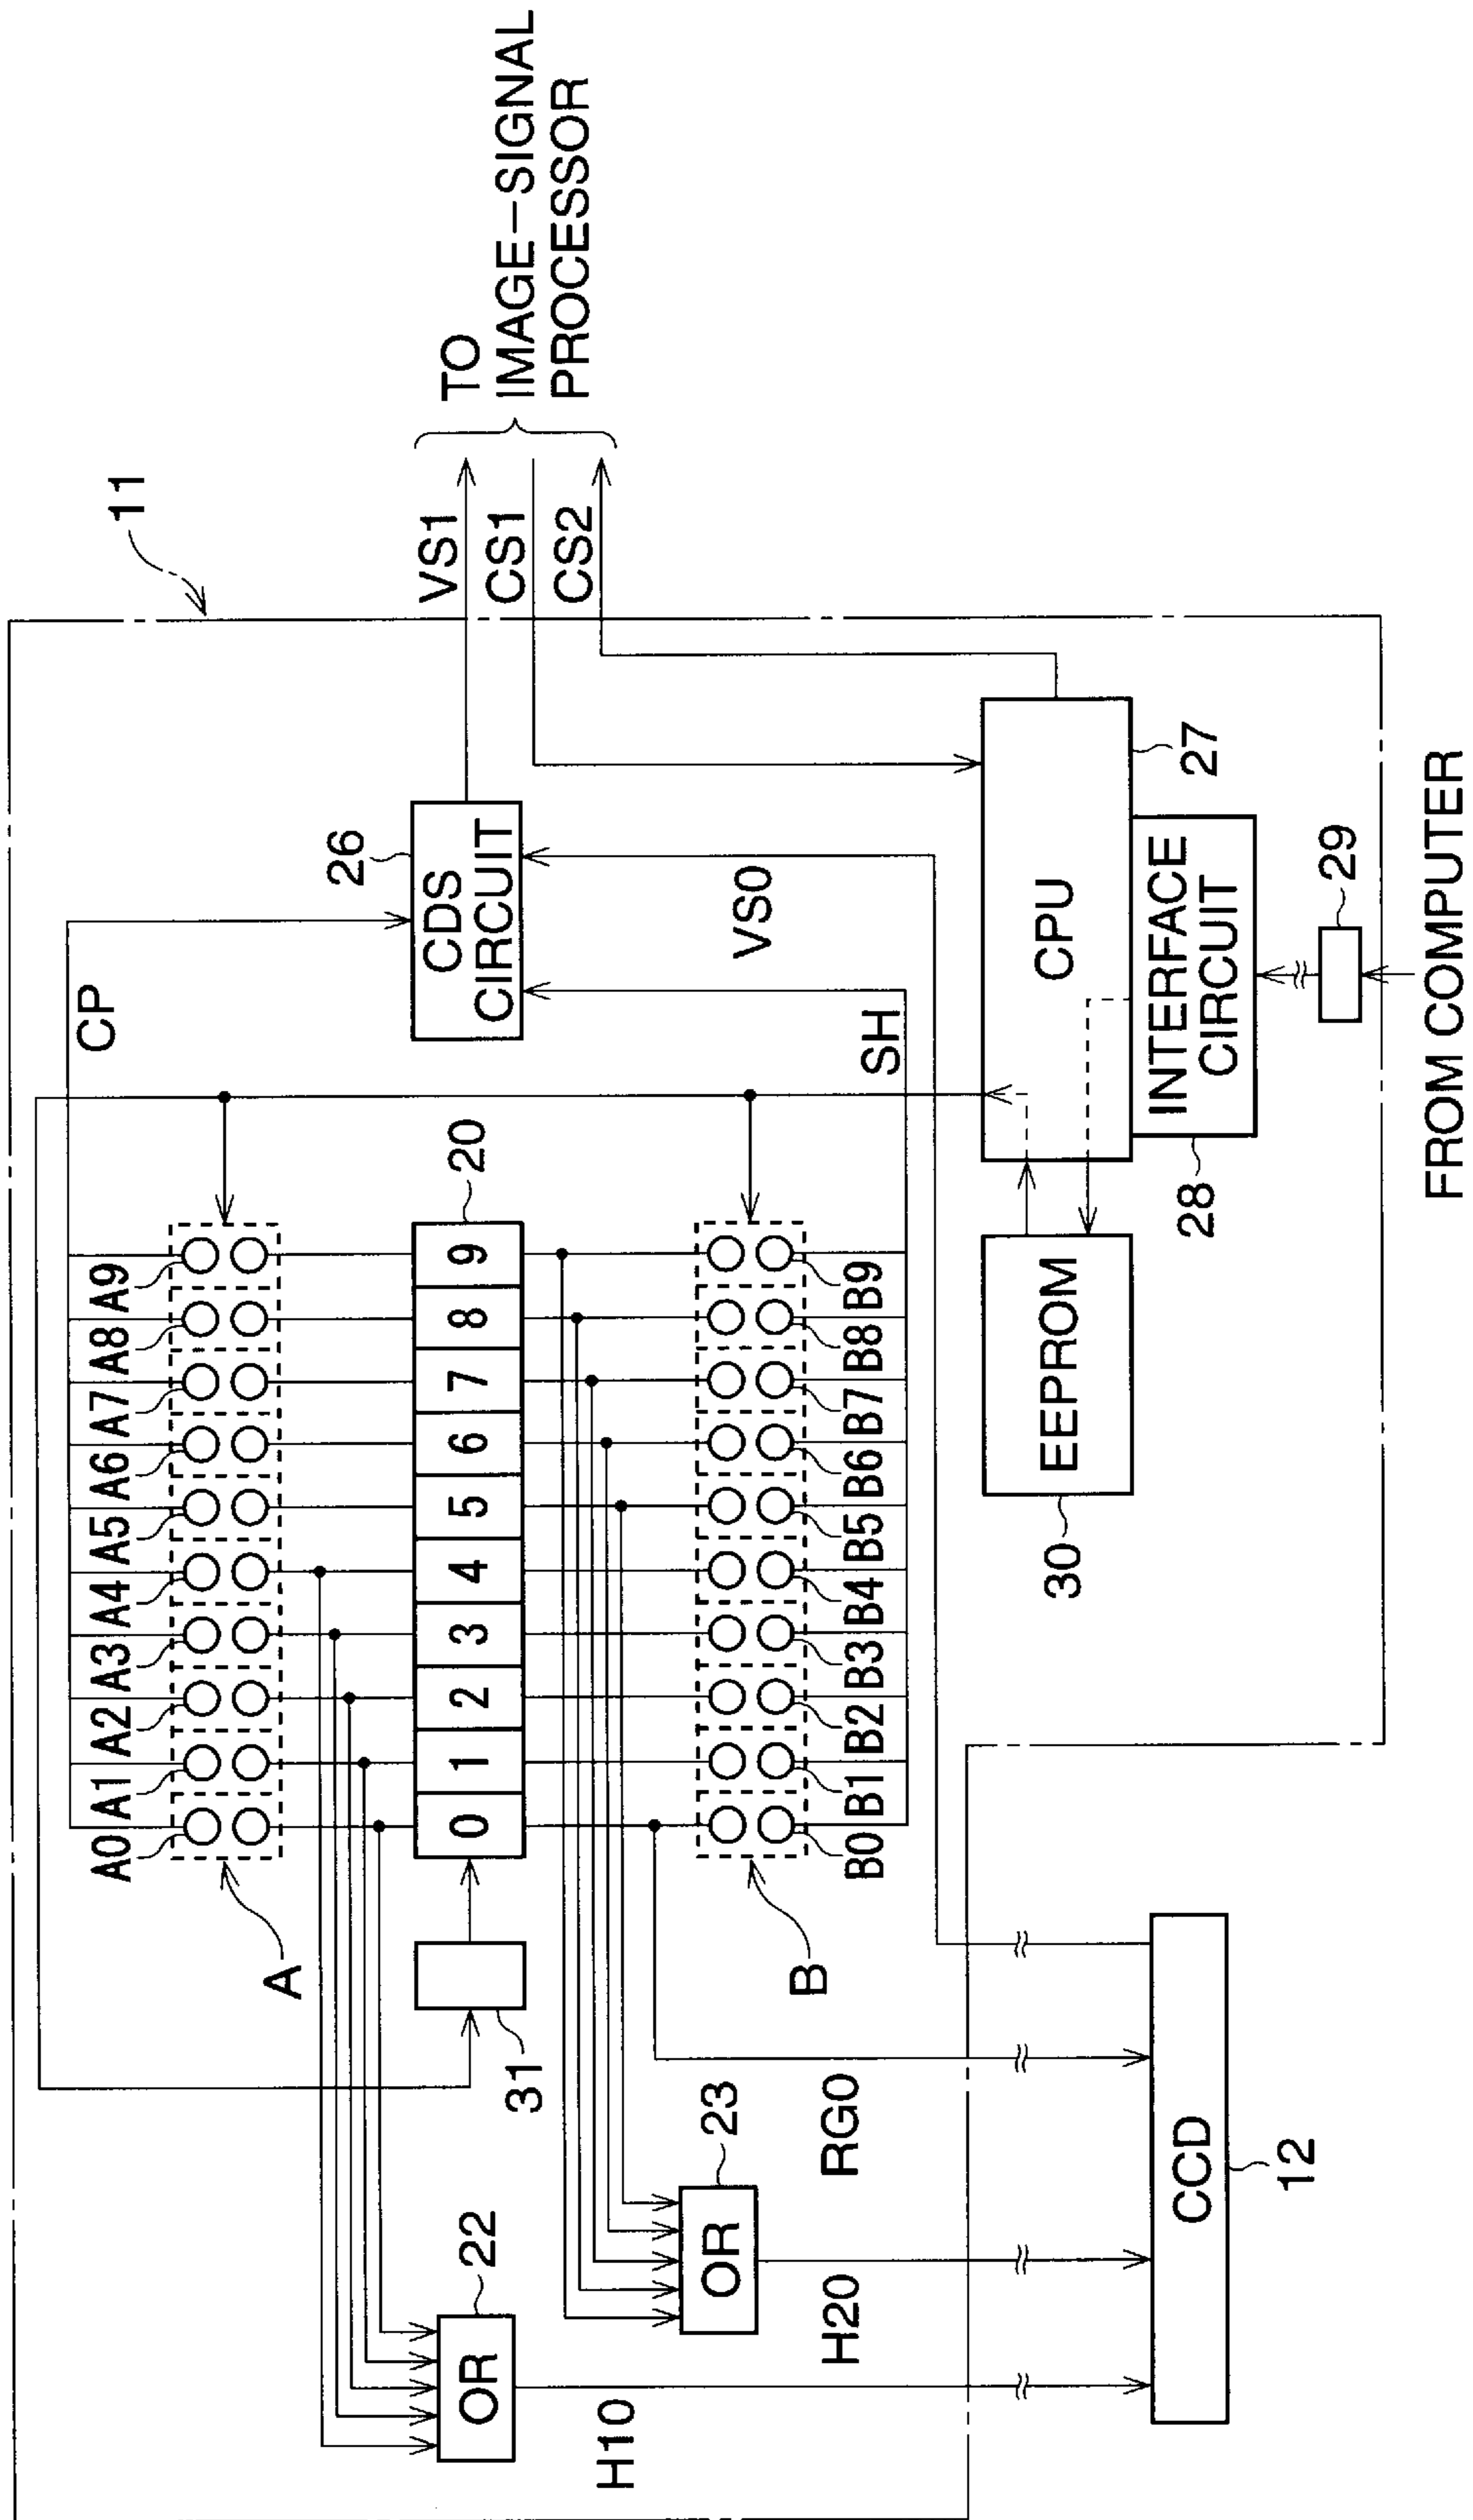 11
TO
IMAGE-SIGNAL
PROCESSOR
VS1
CS1
CS2
CP
26
CDS
CIRCUIT
VS0
SH
A0 A1 A2 A3 A4 A5 A6 A7 A8 A9
A
20
0 1 2 3 4 5 6 7 8 9
31
B
B0 B1 B2 B3 B4 B5 B6 B7 B8 B9
22
OR
H10
23
OR
H20
RG0
CCD
12
EEPROM
30
CPU
27
INTERFACE
CIRCUIT
28
29
FROM COMPUTER